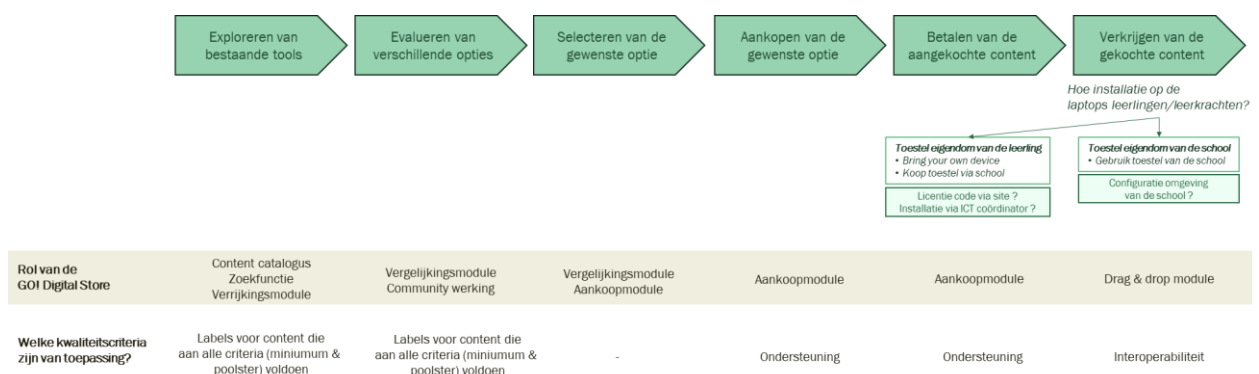 Exploreren van
bestaande tools
Evalueren van
verschillende opties
Selecteren van de
gewenste optie
Aankopen van de
gewenste optie
Betalen van de
aangekochte content
Verkrijgen van de
gekochte content
Hoe installatie op de
laptops leerlingen/leerkrachten?
Toestel eigendom van de leerling
• Bring your own device
• Koop toestel via school
Licentie code via site ?
Installatie via ICT coördinator ?
Toestel eigendom van de school
• Gebruik toestel van de school
Configuratie omgeving
van de school ?
Rol van de
GO! Digital Store
Content catalogus
Zoekfunctie
Verrijkingsmodule
Vergelijkingsmodule
Community werking
Vergelijkingsmodule
Aankoopmodule
Aankoopmodule
Aankoopmodule
Drag & drop module
Welke kwaliteitscriteria
zijn van toepassing?
Labels voor content die
aan alle criteria (miniumum &
poolster) voldoen
Labels voor content die
aan alle criteria (miniumum &
poolster) voldoen
-
Ondersteuning
Ondersteuning
Interoperabiliteit